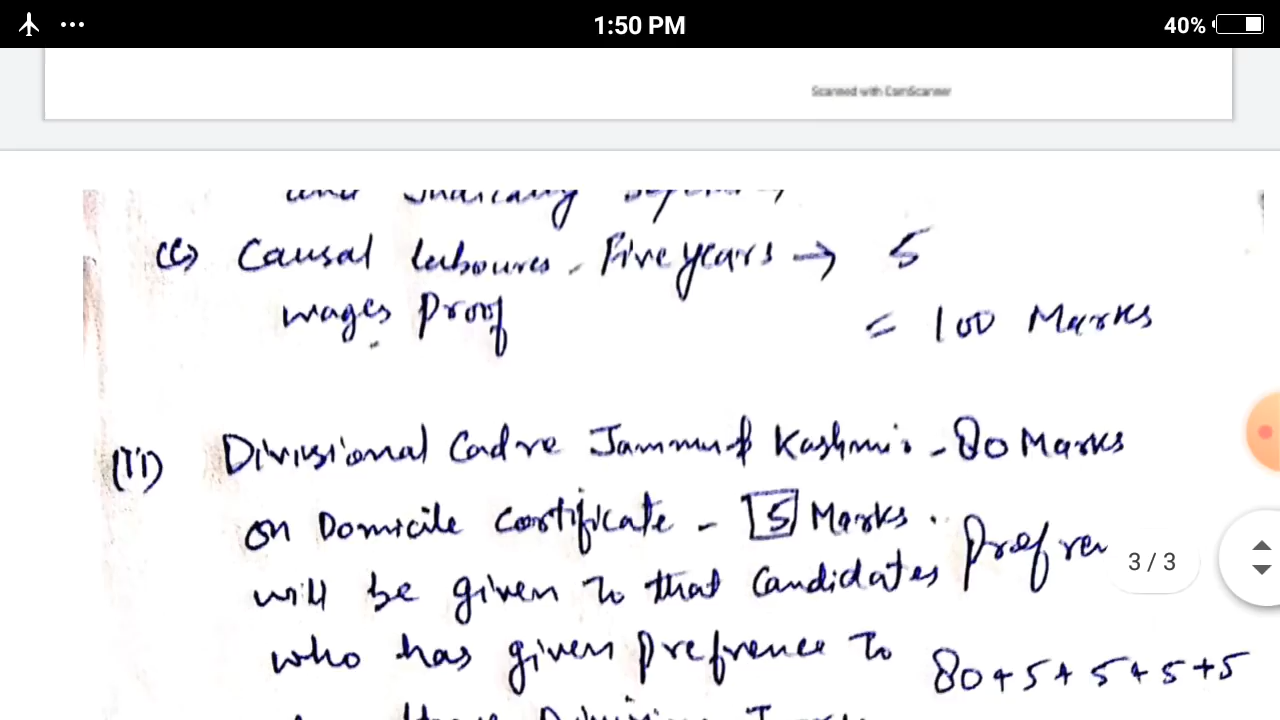 1:50 PM
40%
Scanned with CamScanner
and
(C) Causal laboures - Five years → 5
wages proof = 100 Marks
(ii) Divisional Cadre Jammu & Kashmir - 80 Marks
on Domicile certificate - 5 Marks.
will be given to that candidates Prefren
3 / 3
who has given prefrence to 80+5+5+5+5